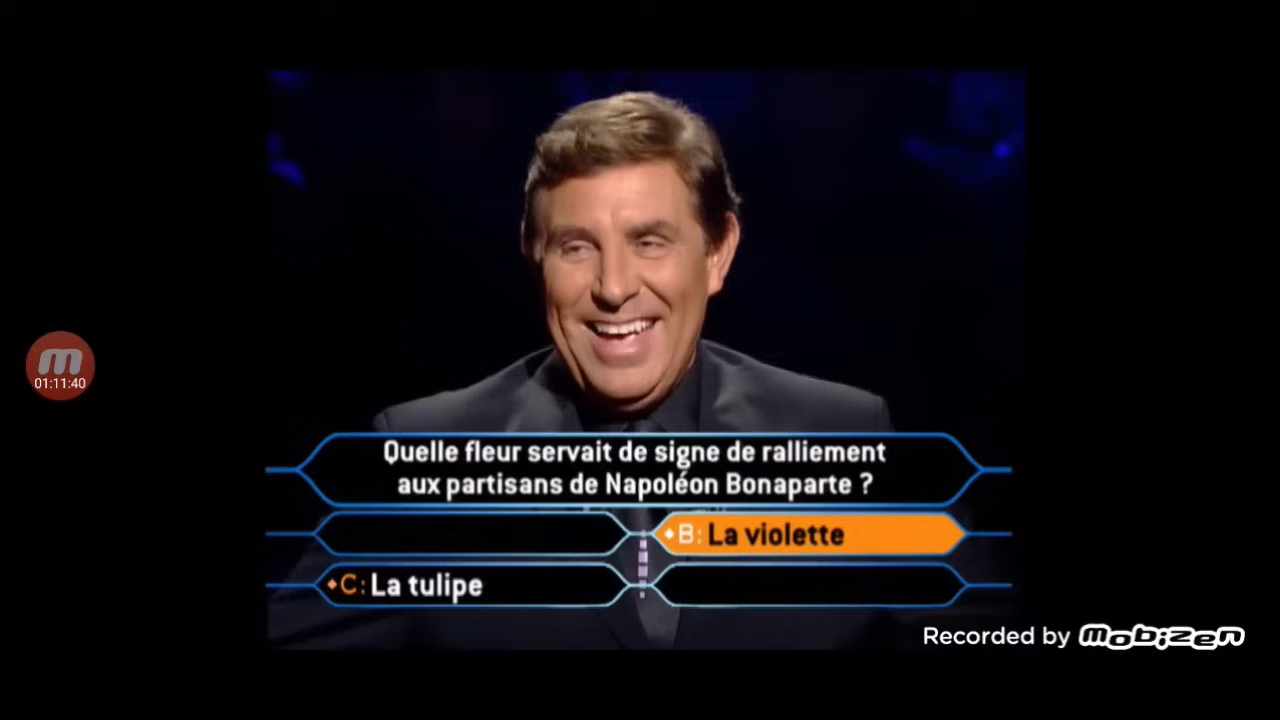 Quelle fleur servait de signe de ralliement
aux partisans de Napoléon Bonaparte ?
B: La violette
C: La tulipe
01:11:40
Recorded by mobizen